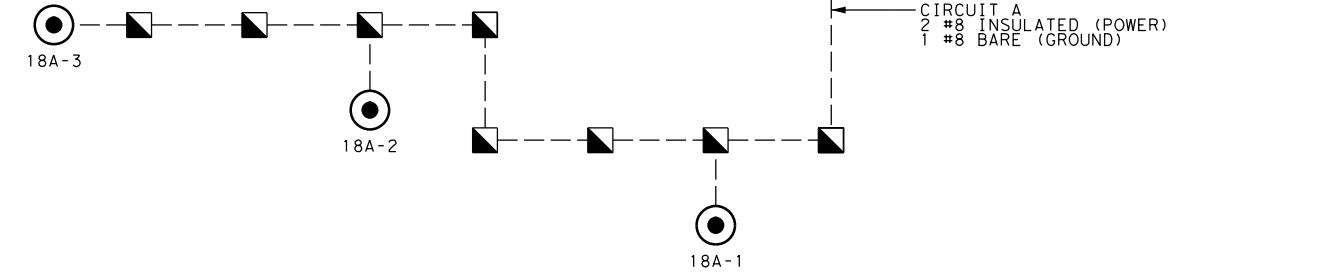 CIRCUIT A
2 #8 INSULATED (POWER)
1 #8 BARE (GROUND)
18A-3
18A-2
18A-1